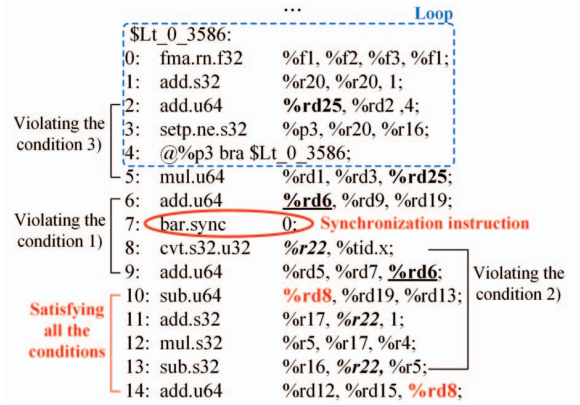 ...
Loop
$Lt_0_3586:
0: fma.rn.f32 %f1, %f2, %f3, %f1;
1: add.s32 %r20, %r20, 1;
2: add.u64 %rd25, %rd2 ,4;
3: setp.ne.s32 %p3, %r20, %r16;
4: @%p3 bra $Lt_0_3586;
5: mul.u64 %rd1, %rd3, %rd25;
6: add.u64 %rd6, %rd9, %rd19;
7: bar.sync 0; Synchronization instruction
8: cvt.s32.u32 %r22, %tid.x;
9: add.u64 %rd5, %rd7, %rd6;
10: sub.u64 %rd8, %rd19, %rd13;
11: add.s32 %r17, %r22, 1;
12: mul.s32 %r5, %r17, %r4;
13: sub.s32 %r16, %r22, %r5;
14: add.u64 %rd12, %rd15, %rd8;
Violating the
condition 3)
Violating the
condition 1)
Violating the
condition 2)
Satisfying
all the
conditions